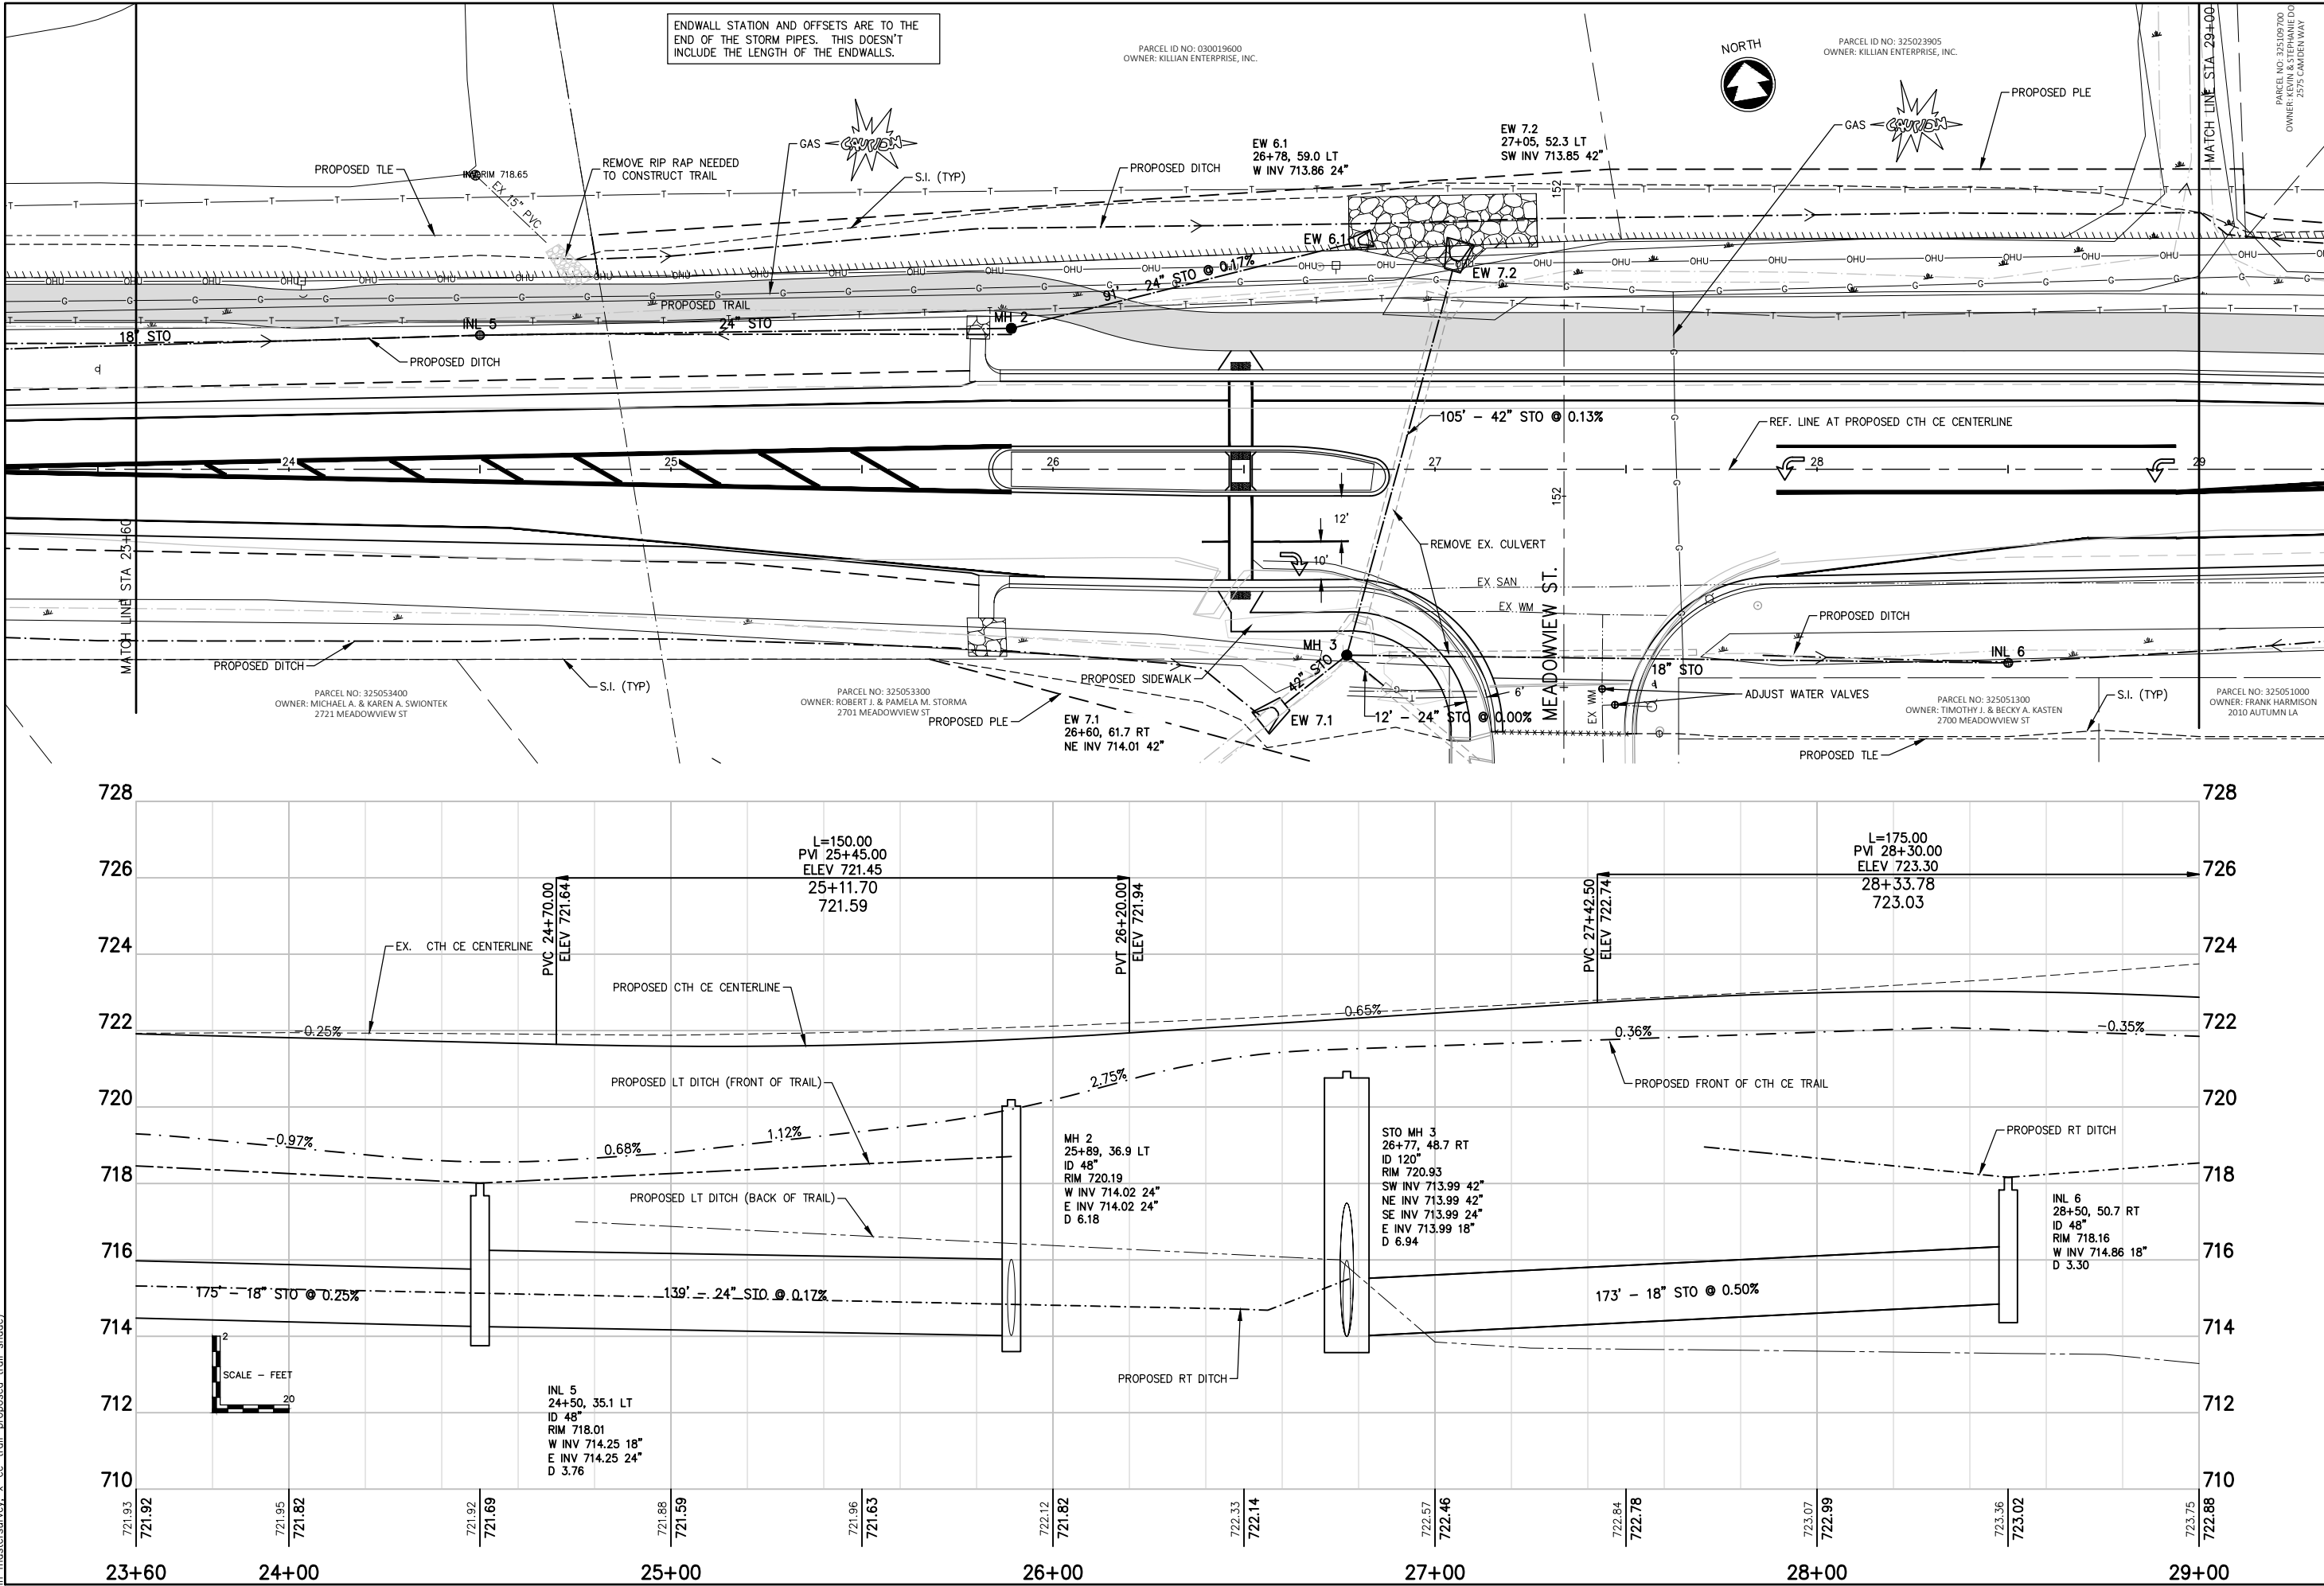 ENDWALL STATION AND OFFSETS ARE TO THE
END OF THE STORM PIPES. THIS DOESN'T
INCLUDE THE LENGTH OF THE ENDWALLS.
PARCEL ID NO: 030019600
OWNER: KILLIAN ENTERPRISE, INC.
NORTH
PARCEL ID NO: 325023905
OWNER: KILLIAN ENTERPRISE, INC.
MATCH LINE STA 29+00
PARCEL NO: 325109700
OWNER: KEVIN & STEPHANIE DO
2575 CAMDEN WAY
PROPOSED TLE
RIM 718.65
EX 15" PVC
REMOVE RIP RAP NEEDED
TO CONSTRUCT TRAIL
GAS
CAUTION
S.I. (TYP)
PROPOSED DITCH
EW 6.1
26+78, 59.0 LT
W INV 713.86 24"
EW 7.2
27+05, 52.3 LT
SW INV 713.85 42"
GAS
CAUTION
PROPOSED PLE
152
EW 6.1
EW 7.2
91' - 24" STO @ 0.17%
PROPOSED TRAIL
18' STO
INL 5
24" STO
MH 2
PROPOSED DITCH
105' - 42" STO @ 0.13%
REF. LINE AT PROPOSED CTH CE CENTERLINE
24
25
26
27
28
29
152
12'
10'
REMOVE EX. CULVERT
MATCH LINE STA 23+60
EX SAN
EX WM
MEADOWVIEW ST.
PROPOSED DITCH
MH 3
INL 6
18" STO
42" STO
PROPOSED DITCH
S.I. (TYP)
PROPOSED SIDEWALK
6'
EX WM
ADJUST WATER VALVES
S.I. (TYP)
PARCEL NO: 325053400
OWNER: MICHAEL A. & KAREN A. SWIONTEK
2721 MEADOWVIEW ST
PARCEL NO: 325053300
OWNER: ROBERT J. & PAMELA M. STORMA
2701 MEADOWVIEW ST
PROPOSED PLE
EW 7.1
26+60, 61.7 RT
NE INV 714.01 42"
EW 7.1
12' - 24" STO @ 0.00%
PARCEL NO: 325051300
OWNER: TIMOTHY J. & BECKY A. KASTEN
2700 MEADOWVIEW ST
PARCEL NO: 325051000
OWNER: FRANK HARMISON
2010 AUTUMN LA
PROPOSED TLE
728
728
726
726
724
724
722
722
720
720
718
718
716
716
714
714
712
712
710
710
L=150.00
PVI 25+45.00
ELEV 721.45
25+11.70
721.59
PVC 24+70.00
ELEV 721.64
PVT 26+20.00
ELEV 721.94
L=175.00
PVI 28+30.00
ELEV 723.30
28+33.78
723.03
PVC 27+42.50
ELEV 722.74
EX. CTH CE CENTERLINE
PROPOSED CTH CE CENTERLINE
-0.25%
0.65%
0.36%
-0.35%
PROPOSED LT DITCH (FRONT OF TRAIL)
2.75%
PROPOSED FRONT OF CTH CE TRAIL
-0.97%
0.68%
1.12%
PROPOSED LT DITCH (BACK OF TRAIL)
MH 2
25+89, 36.9 LT
ID 48"
RIM 720.19
W INV 714.02 24"
E INV 714.02 24"
D 6.18
STO MH 3
26+77, 48.7 RT
ID 120"
RIM 720.93
SW INV 713.99 42"
NE INV 713.99 42"
SE INV 713.99 24"
E INV 713.99 18"
D 6.94
PROPOSED RT DITCH
INL 6
28+50, 50.7 RT
ID 48"
RIM 718.16
W INV 714.86 18"
D 3.30
175' - 18" STO @ 0.25%
139' - 24" STO @ 0.17%
173' - 18" STO @ 0.50%
2
SCALE - FEET
20
PROPOSED RT DITCH
INL 5
24+50, 35.1 LT
ID 48"
RIM 718.01
W INV 714.25 18"
E INV 714.25 24"
D 3.76
721.93
721.92
721.95
721.82
721.92
721.69
721.88
721.59
721.96
721.63
722.12
721.82
722.33
722.14
722.57
722.46
722.84
722.78
723.07
722.99
723.36
723.02
723.75
722.88
23+60
24+00
25+00
26+00
27+00
28+00
29+00